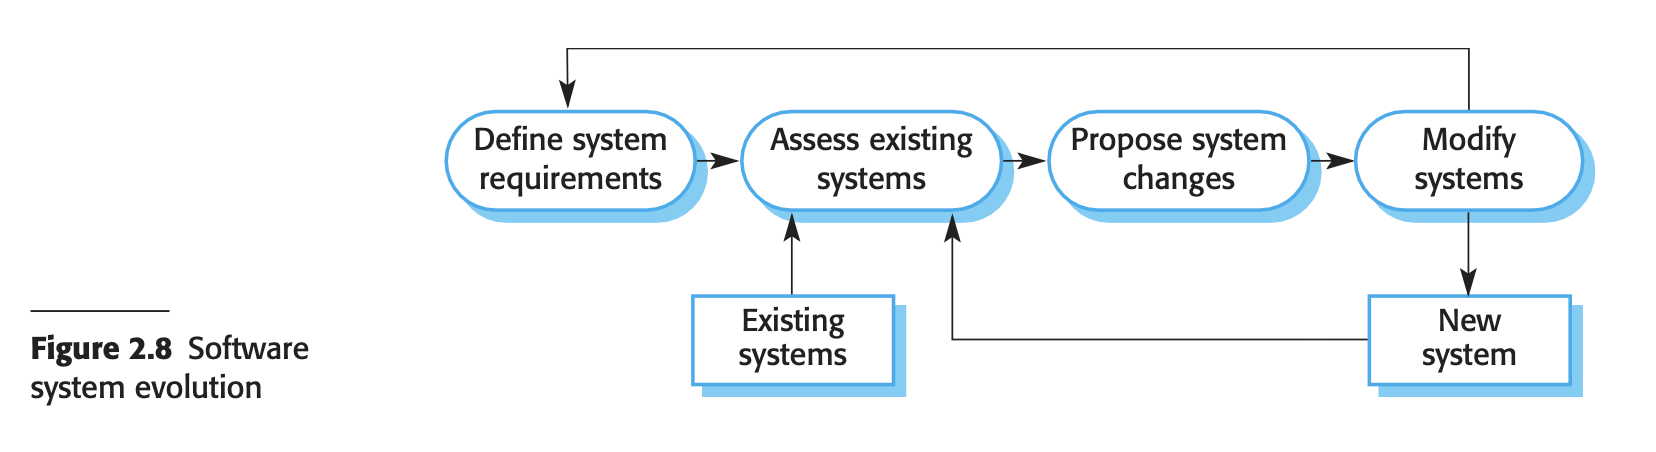 Define system
requirements
Assess existing
systems
Propose system
changes
Modify
systems
Existing
systems
New
system
Figure 2.8 Software
system evolution